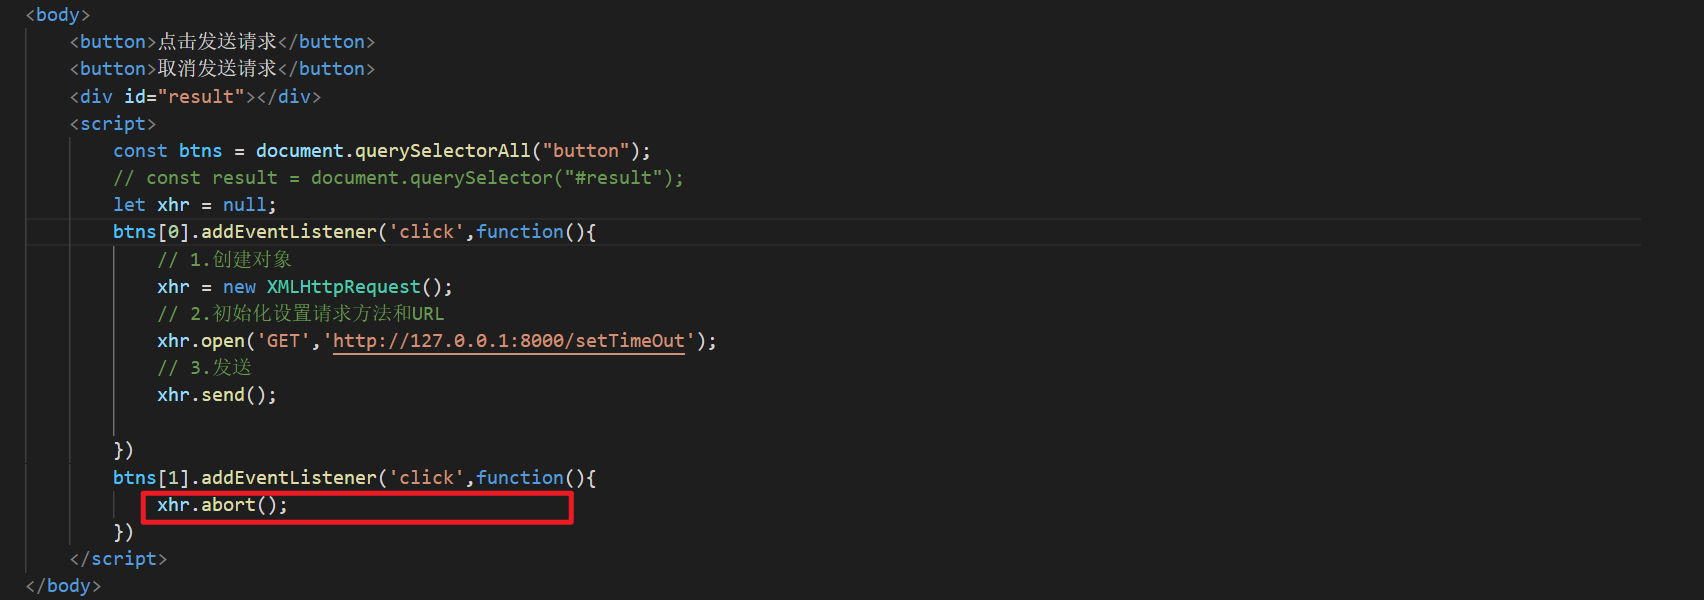 <body>
<button>点击发送请求</button>
<button>取消发送请求</button>
<div id="result"></div>
<script>
const btns = document.querySelectorAll("button");
// const result = document.querySelector("#result");
let xhr = null;
btns[0].addEventListener('click',function(){
// 1.创建对象
xhr = new XMLHttpRequest();
// 2.初始化设置请求方法和URL
xhr.open('GET','http://127.0.0.1:8000/setTimeOut');
// 3.发送
xhr.send();
})
btns[1].addEventListener('click',function(){
xhr.abort();
})
</script>
</body>